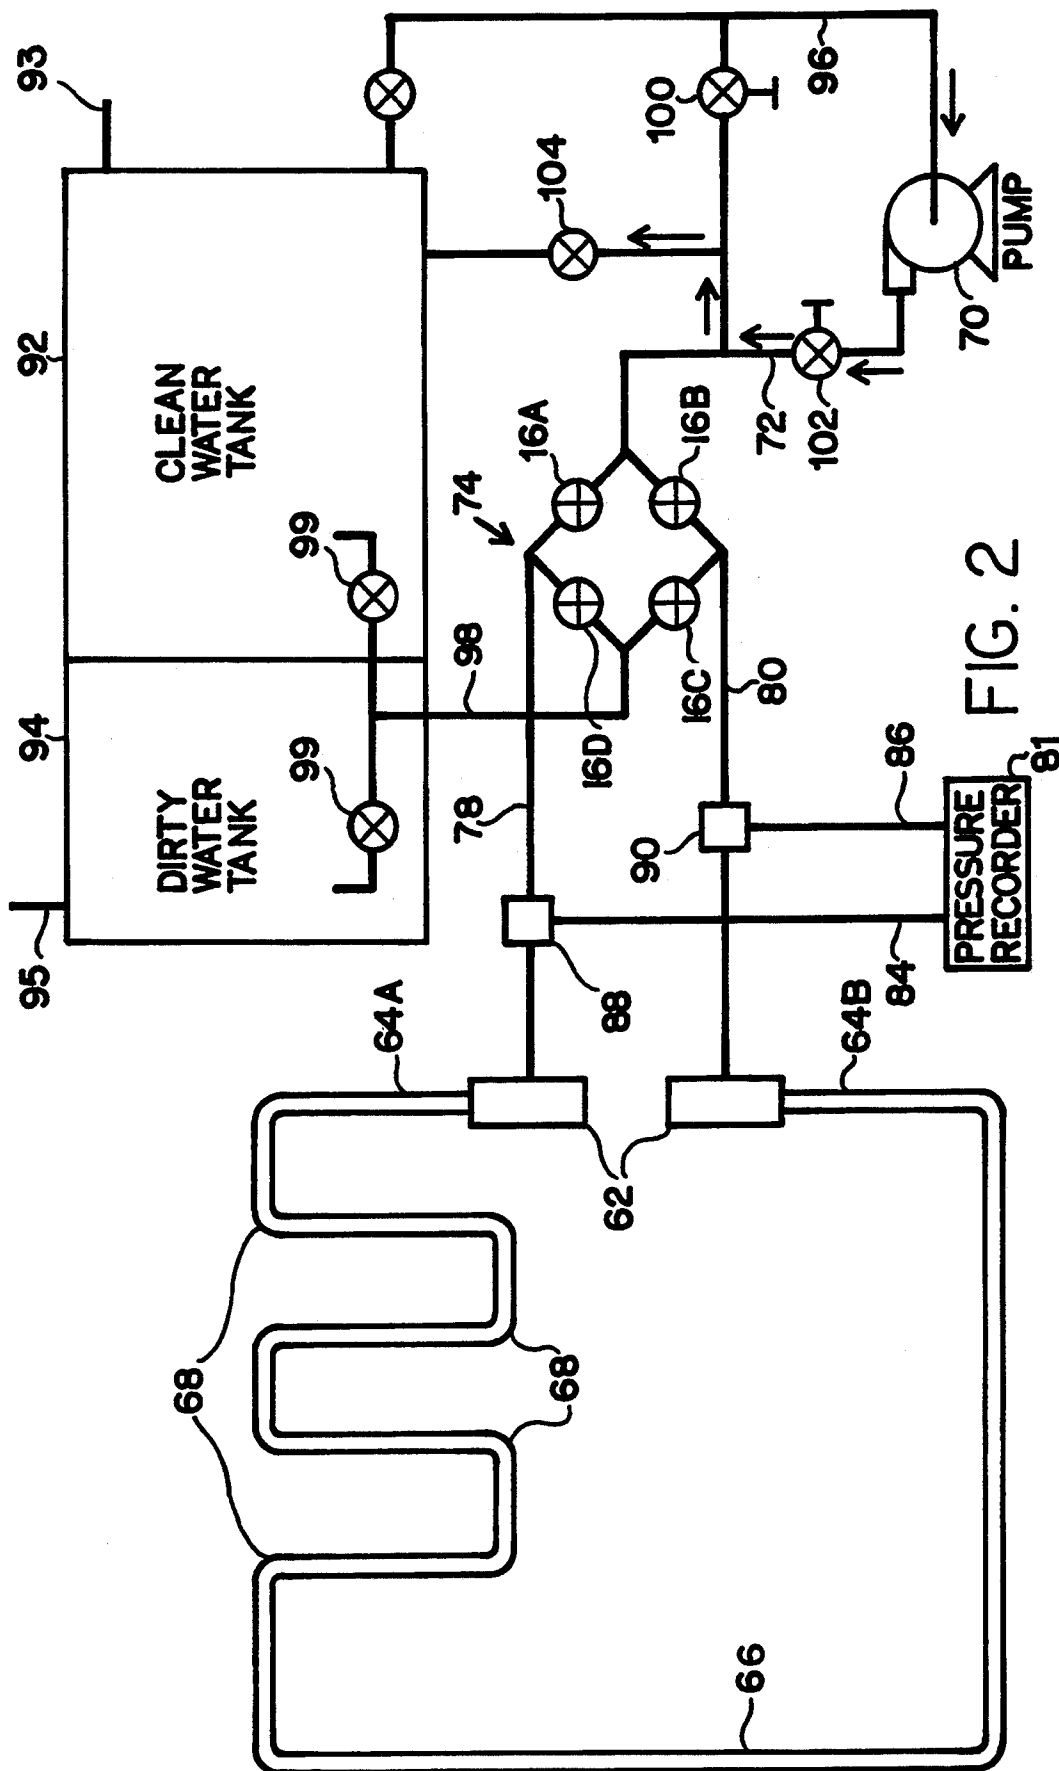 95
94
92
93
DIRTY
WATER
TANK
CLEAN
WATER
TANK
68
99
99
64A
78
98
74
16A
104
68
16D
88
62
90
100
16C
16B
66
80
72
102
96
64B
84
86
70
PUMP
PRESSURE
RECORDER
81
FIG. 2